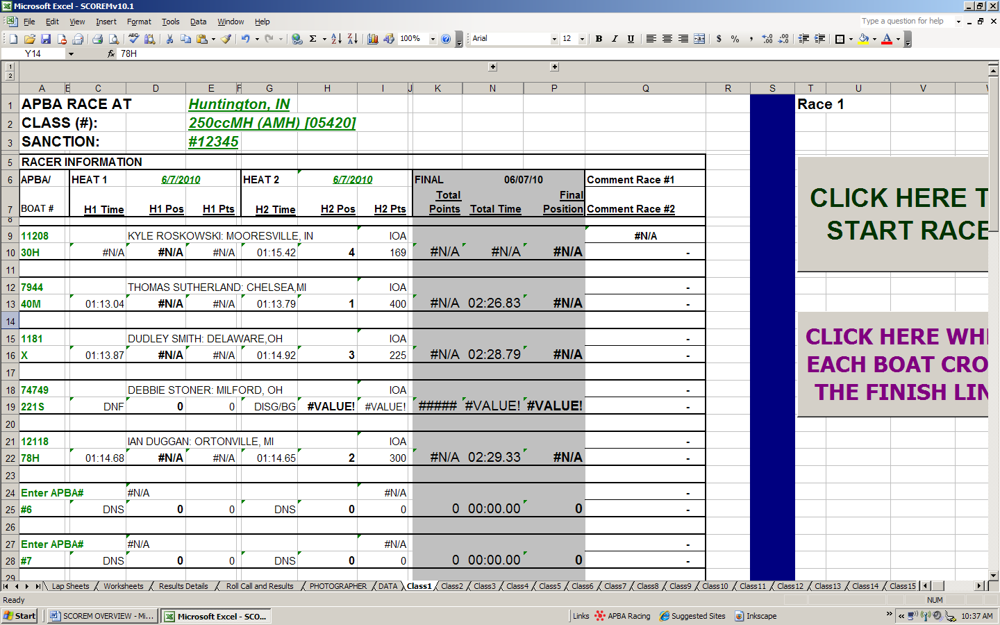 Microsoft Excel - SCOREMv10.1
File Edit View Insert Format Tools Data Window Help Type a question for help
100% Arial 12 B I U $ % ,
Y14 fx 78H
1
2
A E C D E F G H I J K N P Q R S T U V
1 APBA RACE AT Huntington, IN Race 1
2 CLASS (#): 250ccMH (AMH) [05420]
3 SANCTION: #12345
5 RACER INFORMATION
6 APBA/ HEAT 1 6/7/2010 HEAT 2 6/7/2010 FINAL 06/07/10 Comment Race #1
Total Final
7 BOAT # H1 Time H1 Pos H1 Pts H2 Time H2 Pos H2 Pts Points Total Time Position Comment Race #2
8
CLICK HERE T
START RACE
9 11208 KYLE ROSKOWSKI: MOORESVILLE, IN IOA #N/A
10 30H #N/A #N/A #N/A 01:15.42 4 169 #N/A #N/A #N/A -
11
12 7944 THOMAS SUTHERLAND: CHELSEA,MI IOA -
13 40M 01:13.04 #N/A #N/A 01:13.79 1 400 #N/A 02:26.83 #N/A -
14
CLICK HERE WH
EACH BOAT CRO
THE FINISH LIN
15 1181 DUDLEY SMITH: DELAWARE,OH IOA -
16 X 01:13.87 #N/A #N/A 01:14.92 3 225 #N/A 02:28.79 #N/A -
17
18 74749 DEBBIE STONER: MILFORD, OH IOA -
19 221S DNF 0 0 DISG/BG #VALUE! #VALUE! ##### #VALUE! #VALUE! -
20
21 12118 IAN DUGGAN: ORTONVILLE, MI IOA -
22 78H 01:14.68 #N/A #N/A 01:14.65 2 300 #N/A 02:29.33 #N/A -
23
24 Enter APBA# #N/A #N/A -
25 #6 DNS 0 0 DNS 0 0 0 00:00.00 0 -
26
27 Enter APBA# #N/A #N/A -
28 #7 DNS 0 0 DNS 0 0 0 00:00.00 0 -
29
Lap Sheets Worksheets Results Details Roll Call and Results PHOTOGRAPHER DATA Class1 Class2 Class3 Class4 Class5 Class6 Class7 Class8 Class9 Class10 Class11 Class12 Class13 Class14 Class15
Ready NUM
Start SCOREM OVERVIEW - Mi... Microsoft Excel - SCO... Links APBA Racing Suggested Sites Inkscape » « 10:37 AM